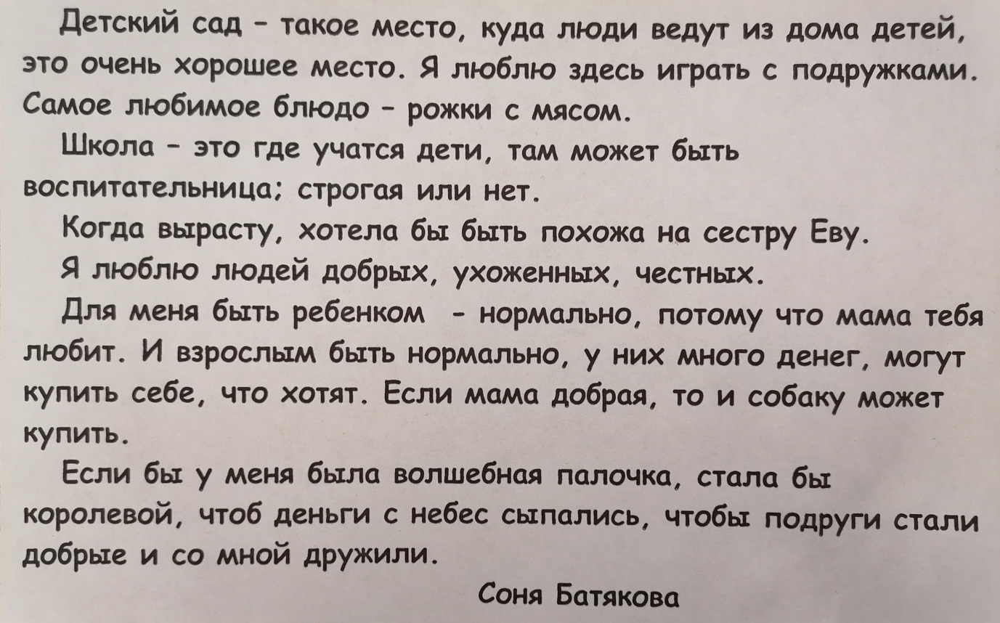 Детский сад – такое место, куда люди ведут из дома детей,
это очень хорошее место. Я люблю здесь играть с подружками.
Самое любимое блюдо – рожки с мясом.
Школа – это где учатся дети, там может быть
воспитательница; строгая или нет.
Когда вырасту, хотела бы быть похожа на сестру Еву.
Я люблю людей добрых, ухоженных, честных.
Для меня быть ребенком – нормально, потому что мама тебя
любит. И взрослым быть нормально, у них много денег, могут
купить себе, что хотят. Если мама добрая, то и собаку может
купить.
Если бы у меня была волшебная палочка, стала бы
королевой, чтоб деньги с небес сыпались, чтобы подруги стали
добрые и со мной дружили.
Соня Батякова